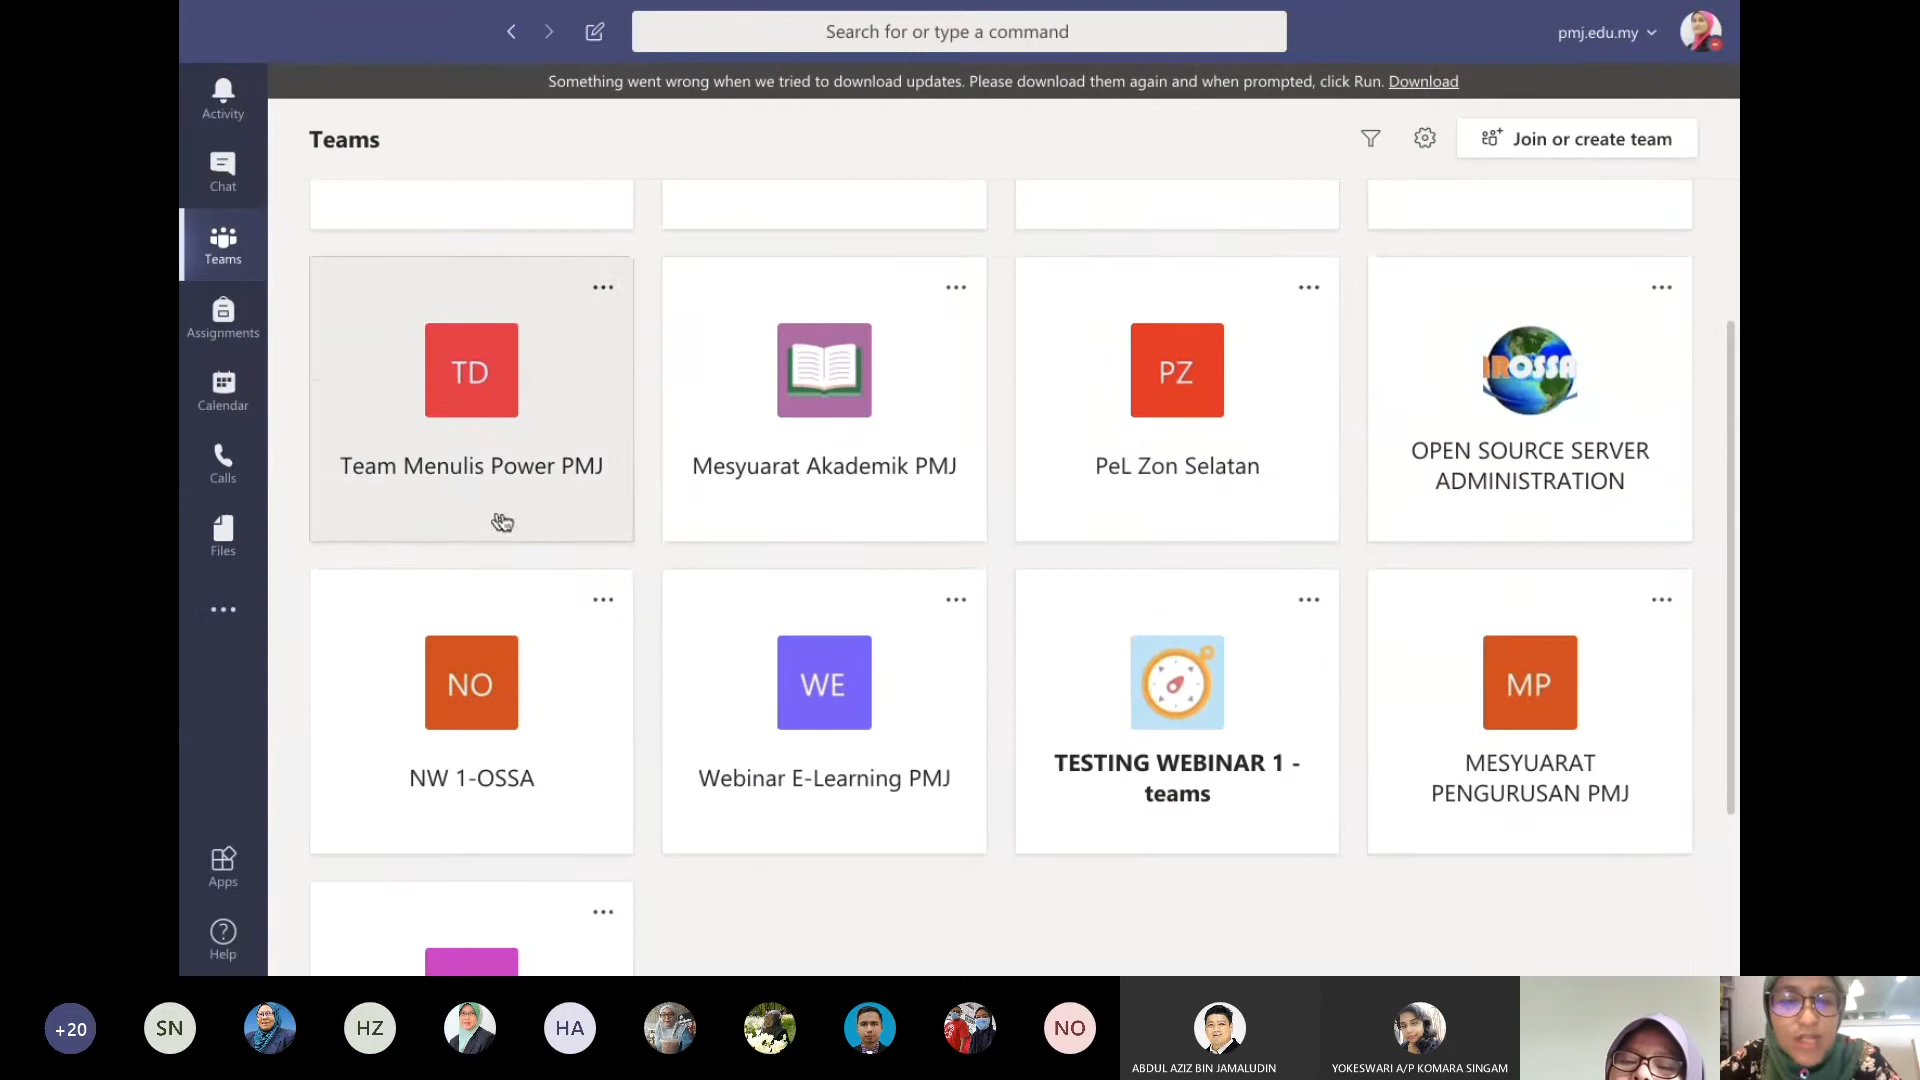 Search for or type a command
pmj.edu.my
Something went wrong when we tried to download updates. Please download them again and when prompted, click Run. Download
Activity
Chat
Teams
Assignments
Calendar
Calls
Files
Apps
Help
Teams
Join or create team
TD
Team Menulis Power PMJ
Mesyuarat Akademik PMJ
PZ
PeL Zon Selatan
IROSSA
OPEN SOURCE SERVER
ADMINISTRATION
NO
NW 1-OSSA
WE
Webinar E-Learning PMJ
TESTING WEBINAR 1 -
teams
MP
MESYUARAT
PENGURUSAN PMJ
+20
SN
HZ
HA
NO
ABDUL AZIZ BIN JAMALUDIN
YOKESWARI A/P KOMARA SINGAM